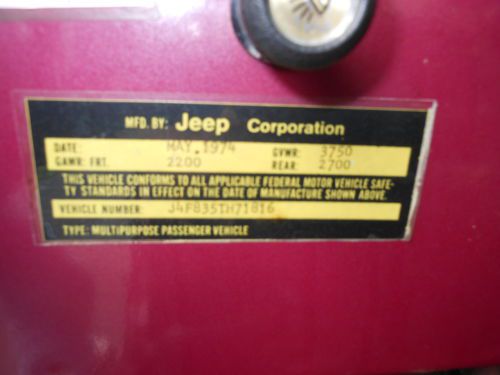 MFD. BY: Jeep Corporation
DATE: MAY, 1974 GVWR: 3750
GAWR: FRT. 2200 REAR: 2700
THIS VEHICLE CONFORMS TO ALL APPLICABLE FEDERAL MOTOR VEHICLE SAFE-
TY STANDARDS IN EFFECT ON THE DATE OF MANUFACTURE SHOWN ABOVE.
VEHICLE NUMBER: J4F835TH71816
TYPE: MULTIPURPOSE PASSENGER VEHICLE